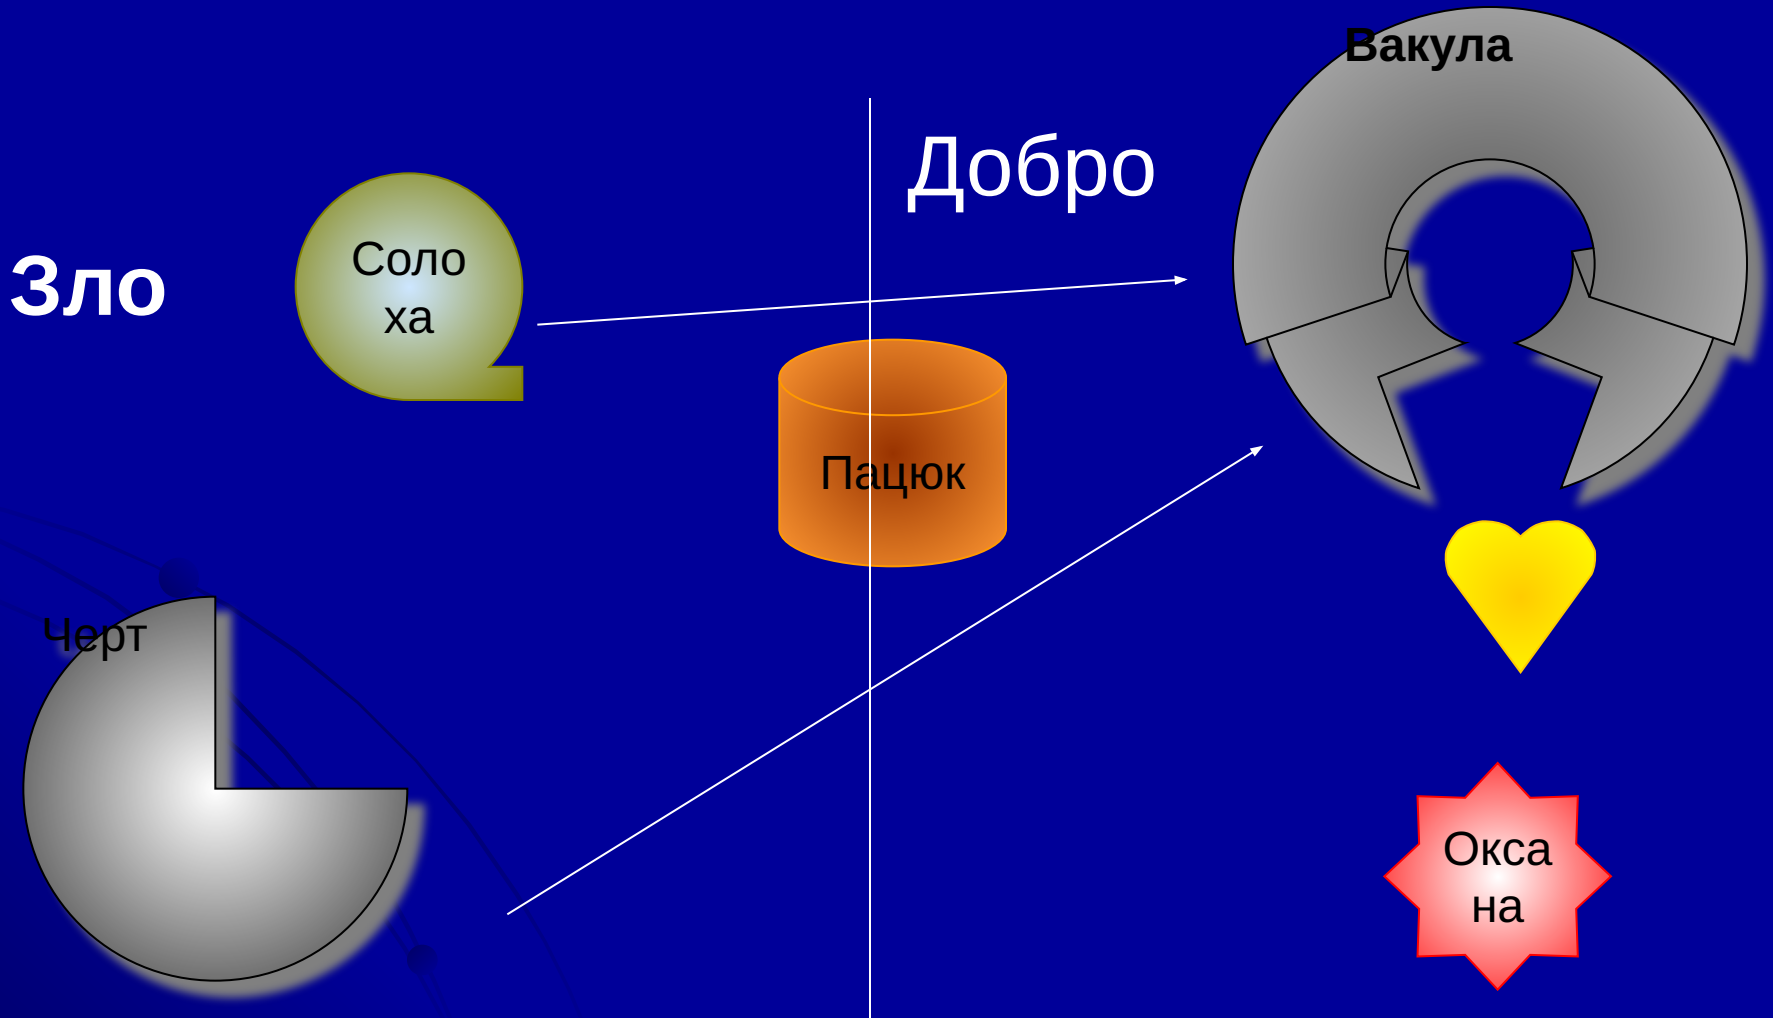 Вакула
Добро
Зло
Соло
ха
Пацюк
Черт
Окса
на